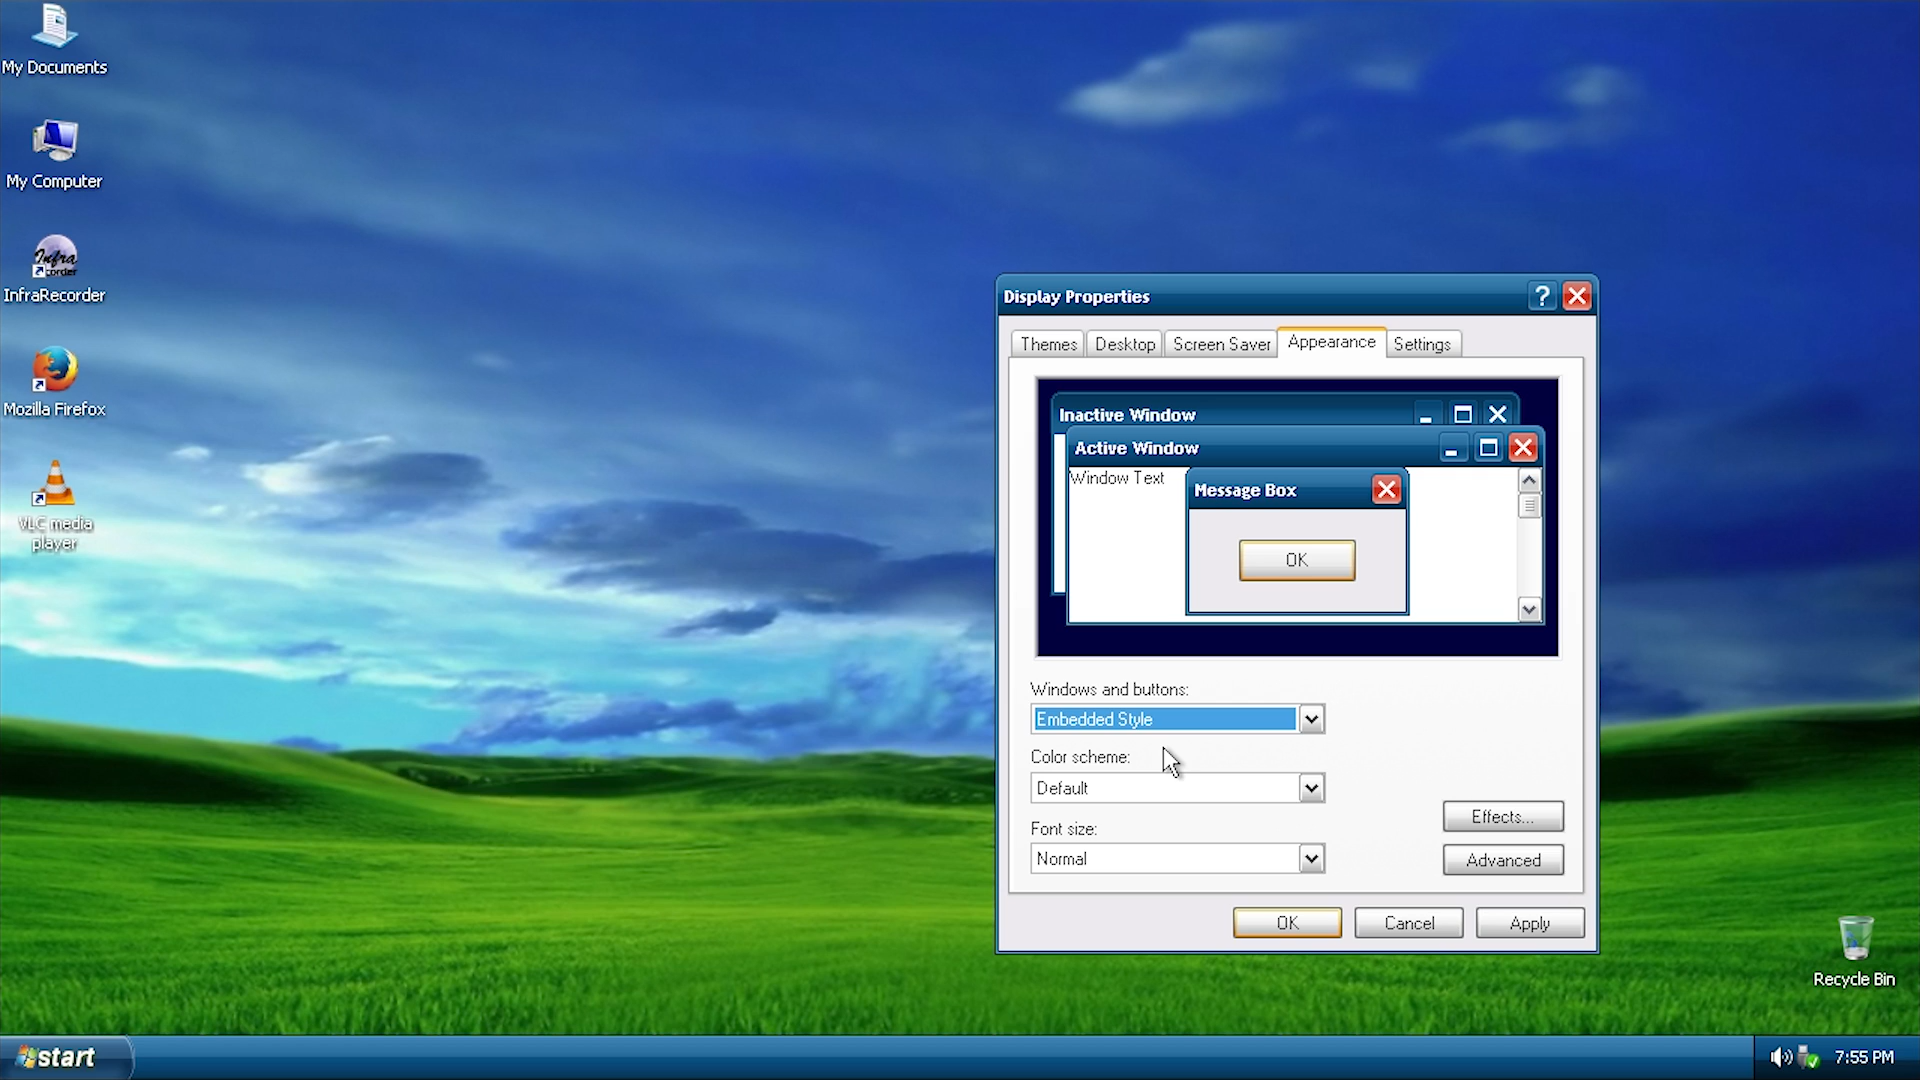 My Documents
My Computer
Infra
corder
InfraRecorder
Mozilla Firefox
VLC media
player
Display Properties
?
Themes
Desktop
Screen Saver
Appearance
Settings
Inactive Window
Active Window
Window Text
Message Box
OK
Windows and buttons:
Embedded Style
Color scheme:
Default
Font size:
Normal
Effects...
Advanced
OK
Cancel
Apply
Recycle Bin
start
7:55 PM